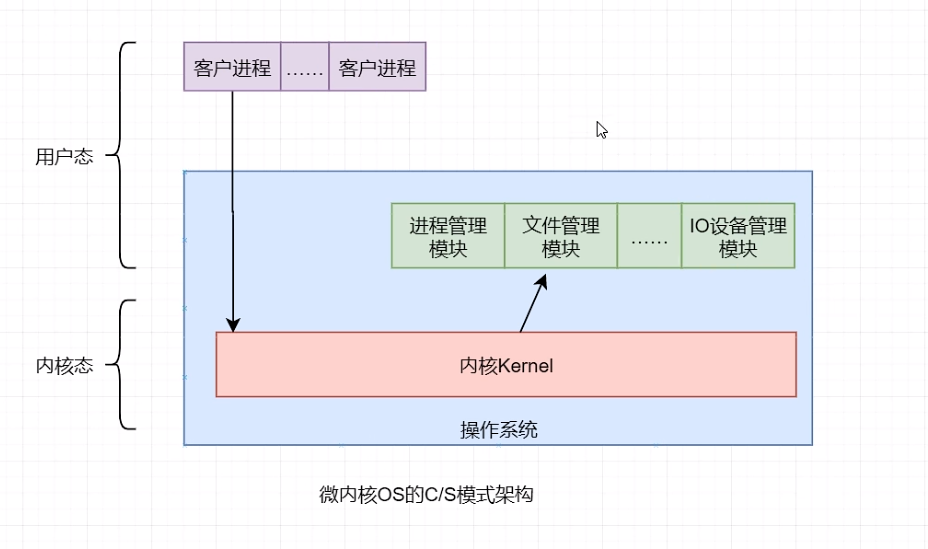 客户进程
……
客户进程
用户态
进程管理
模块
文件管理
模块
……
IO设备管理
模块
内核态
内核Kernel
操作系统
微内核OS的C/S模式架构